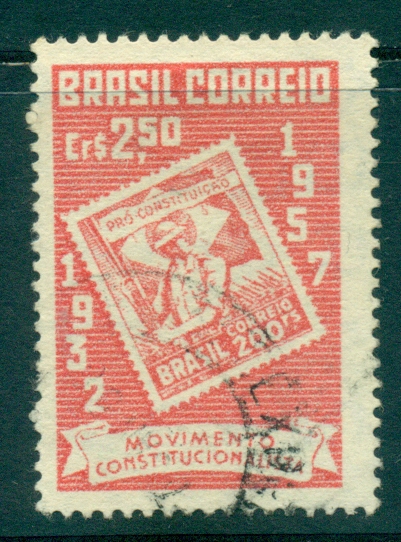 BRASIL CORREIO
Cr$2,50
1957
PRÓ-CONSTITUIÇÃO
CORREIO
BRASIL 200 R'S
1932
MOVIMENTO
CONSTITUCIONALISTA